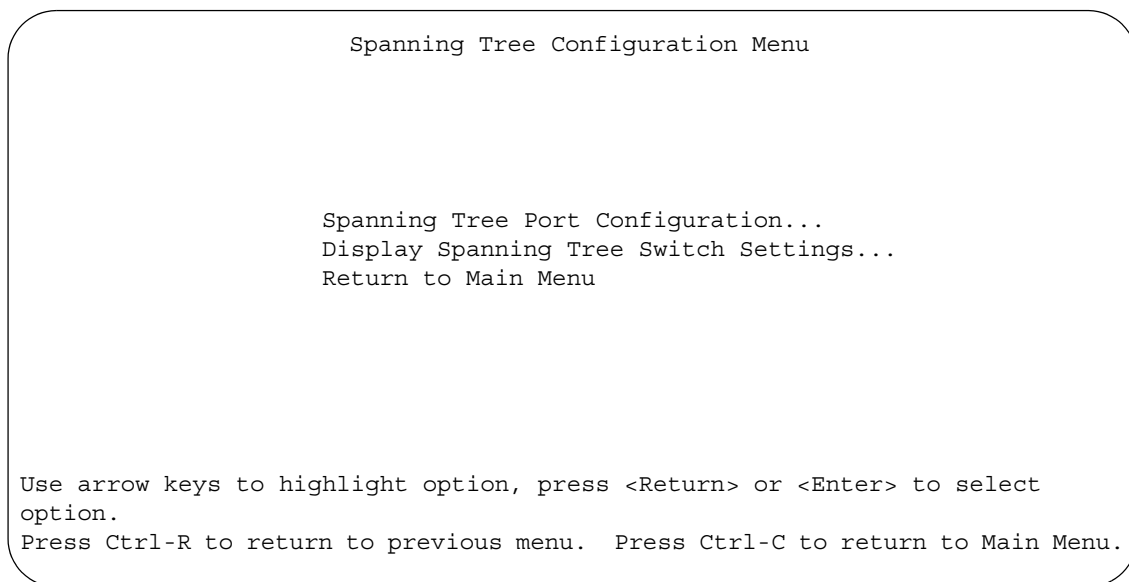 Spanning Tree Configuration Menu
Spanning Tree Port Configuration...
Display Spanning Tree Switch Settings...
Return to Main Menu
Use arrow keys to highlight option, press <Return> or <Enter> to select
option.
Press Ctrl-R to return to previous menu.  Press Ctrl-C to return to Main Menu.